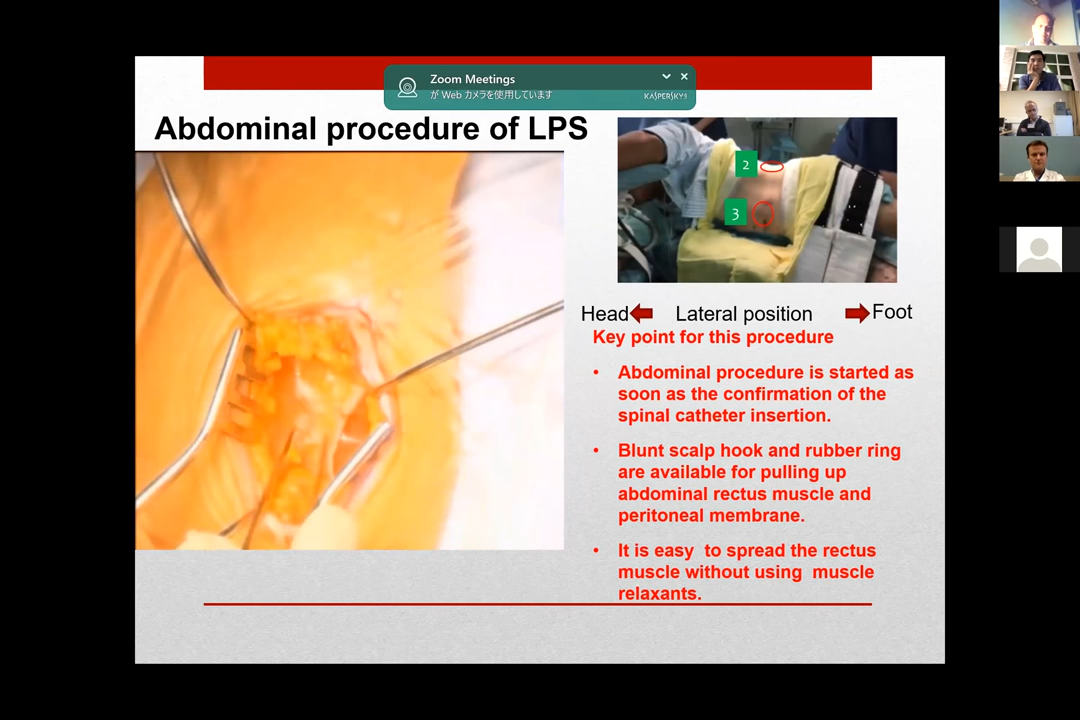 Zoom Meetings
が Web カメラを使用しています
KASPERSKY
Abdominal procedure of LPS
2
3
Head
Lateral position
Foot
Key point for this procedure
• Abdominal procedure is started as
soon as the confirmation of the
spinal catheter insertion.
• Blunt scalp hook and rubber ring
are available for pulling up
abdominal rectus muscle and
peritoneal membrane.
• It is easy to spread the rectus
muscle without using muscle
relaxants.